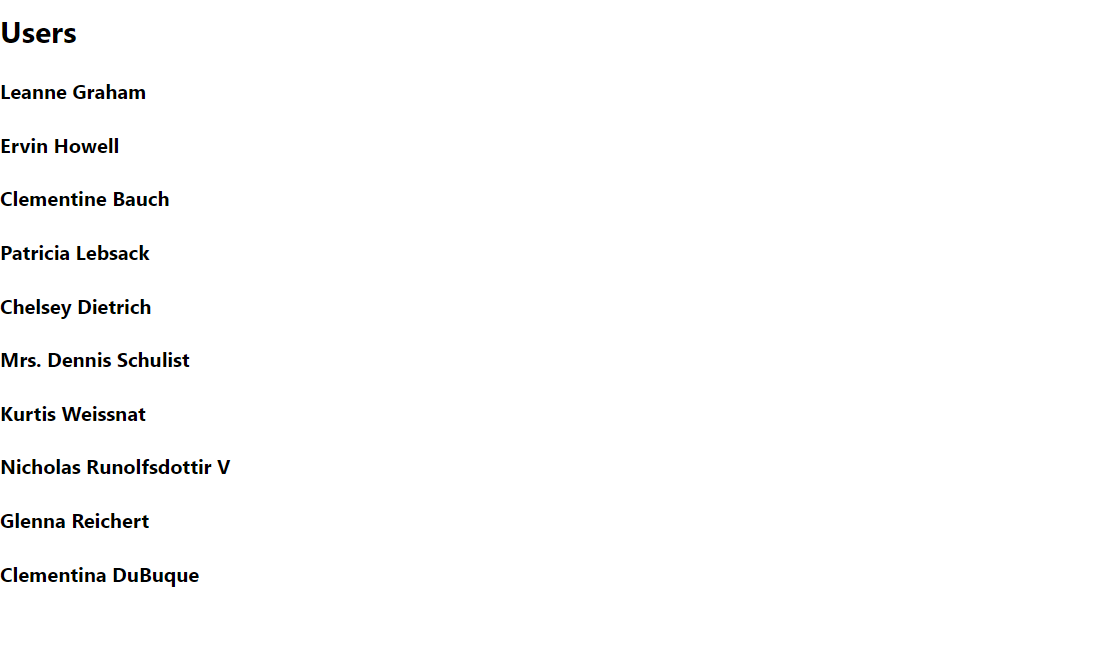 Users
Leanne Graham
Ervin Howell
Clementine Bauch
Patricia Lebsack
Chelsey Dietrich
Mrs. Dennis Schulist
Kurtis Weissnat
Nicholas Runolfsdottir V
Glenna Reichert
Clementina DuBuque